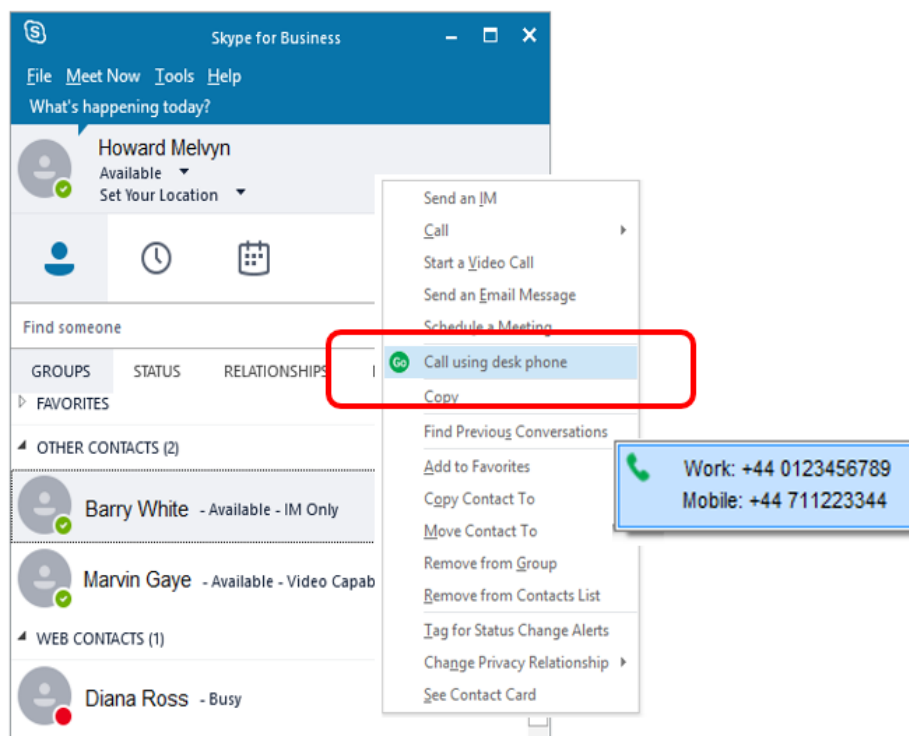 Skype for Business
File Meet Now Tools Help
What's happening today?
Howard Melvyn
Available
Set Your Location
Find someone
GROUPS STATUS RELATIONSHIPS
FAVORITES
OTHER CONTACTS (2)
Barry White - Available - IM Only
Marvin Gaye - Available - Video Capab
WEB CONTACTS (1)
Diana Ross - Busy
Send an IM
Call
Start a Video Call
Send an Email Message
Schedule a Meeting
Go Call using desk phone
Copy
Find Previous Conversations
Add to Favorites
Copy Contact To
Move Contact To
Remove from Group
Remove from Contacts List
Tag for Status Change Alerts
Change Privacy Relationship
See Contact Card
Work: +44 0123456789
Mobile: +44 711223344